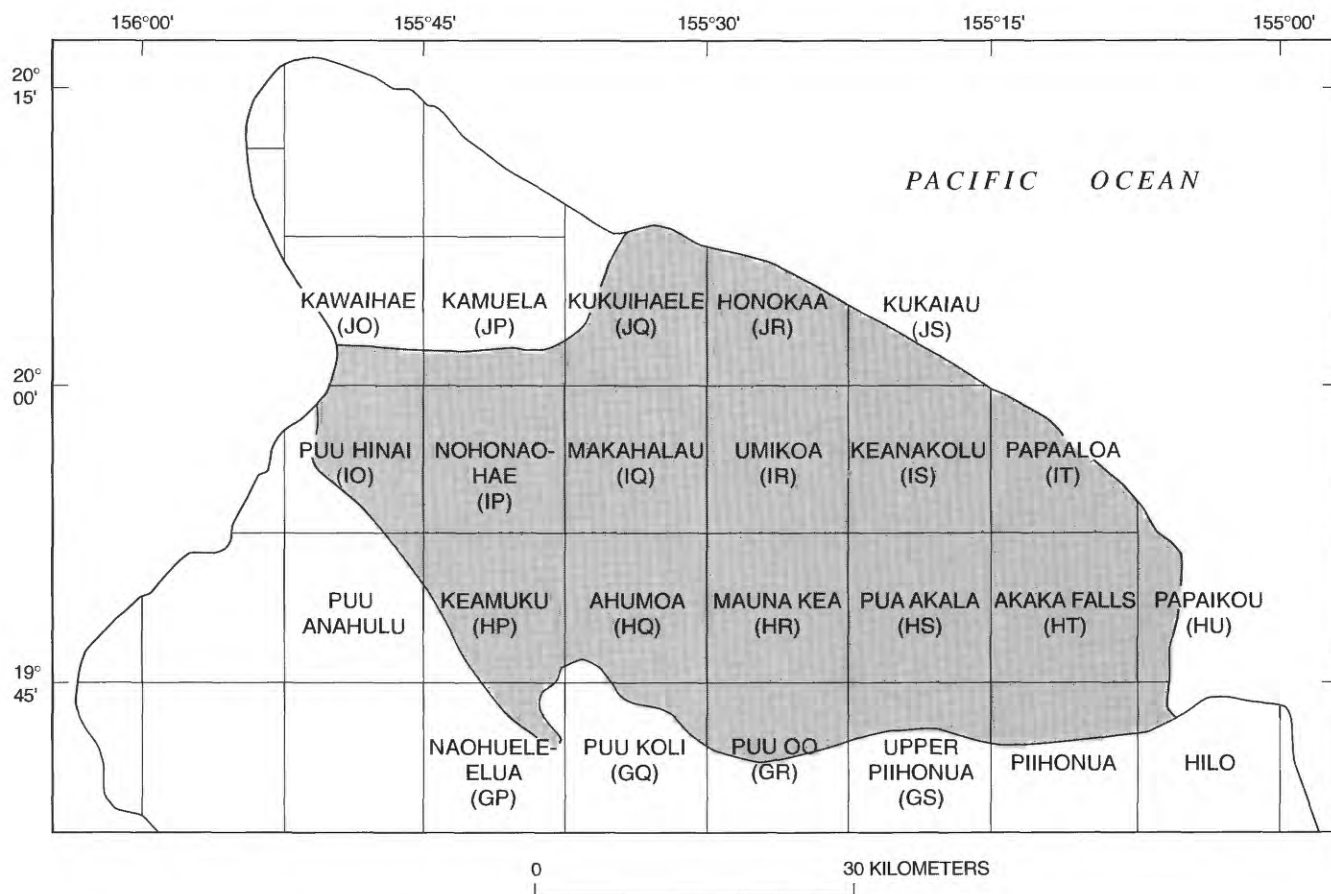 156°00' 155°45' 155°30' 155°15' 155°00'
20°
15'
PACIFIC OCEAN
KAWAIHAE
(JO)
KAMUELA
(JP)
KUKUIHAELE
(JQ)
HONOKAA
(JR)
KUKAIAU
(JS)
20°
00'
PUU HINAI
(IO)
NOHONAO-
HAE
(IP)
MAKAHALAU
(IQ)
UMIKOA
(IR)
KEANAKOLU
(IS)
PAPAALOA
(IT)
PUU
ANAHULU
KEAMUKU
(HP)
AHUMOA
(HQ)
MAUNA KEA
(HR)
PUA AKALA
(HS)
AKAKA FALLS
(HT)
PAPAIKOU
(HU)
19°
45'
NAOHUELE-
ELUA
(GP)
PUU KOLI
(GQ)
PUU OO
(GR)
UPPER
PIIHONUA
(GS)
PIIHONUA
HILO
0 30 KILOMETERS